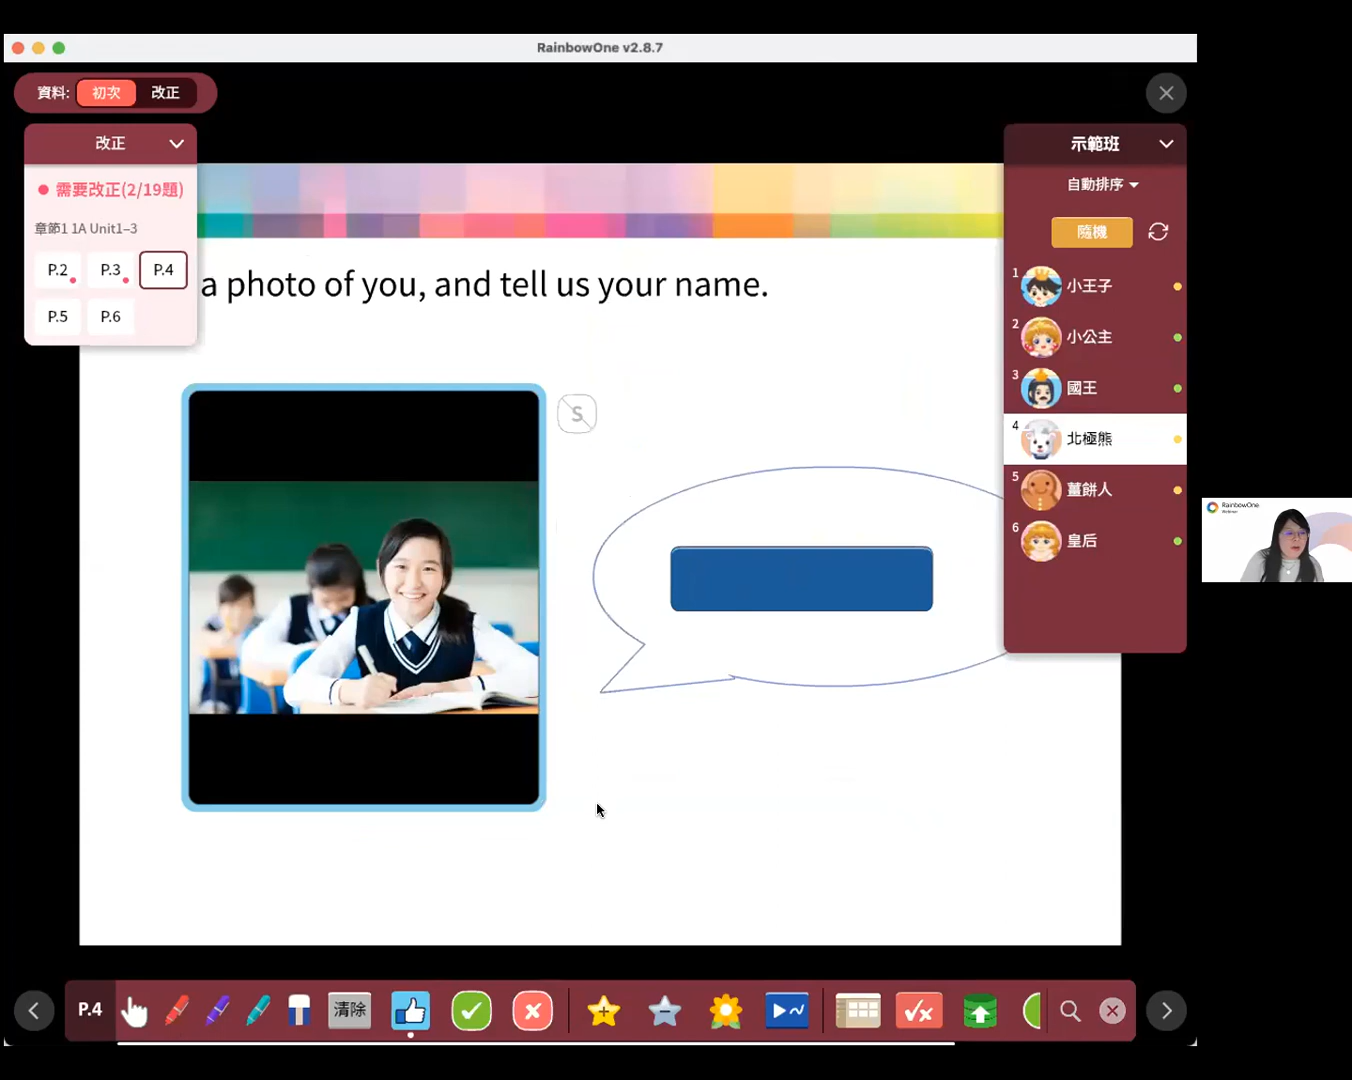 RainbowOne v2.8.7
資料: 初次 改正
改正
需要改正(2/19題)
章節1 1A Unit1–3
P.2 P.3 P.4
P.5 P.6
a photo of you, and tell us your name.
S
示範班
自動排序
隨機
1 小王子
2 小公主
3 國王
4 北極熊
5 薑餅人
6 皇后
RainbowOne
Webinar
P.4 清除